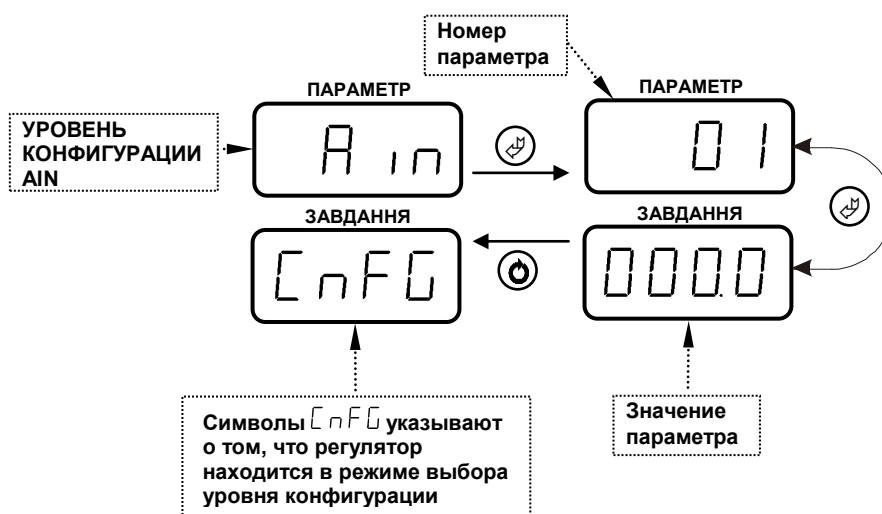 Номер
параметра
ПАРАМЕТР
ПАРАМЕТР
УРОВЕНЬ
КОНФИГУРАЦИИ
AIN
Ain
01
ЗАВДАННЯ
ЗАВДАННЯ
CnFG
000.0
Символы CnFG указывают
о том, что регулятор
находится в режиме выбора
уровня конфигурации
Значение
параметра